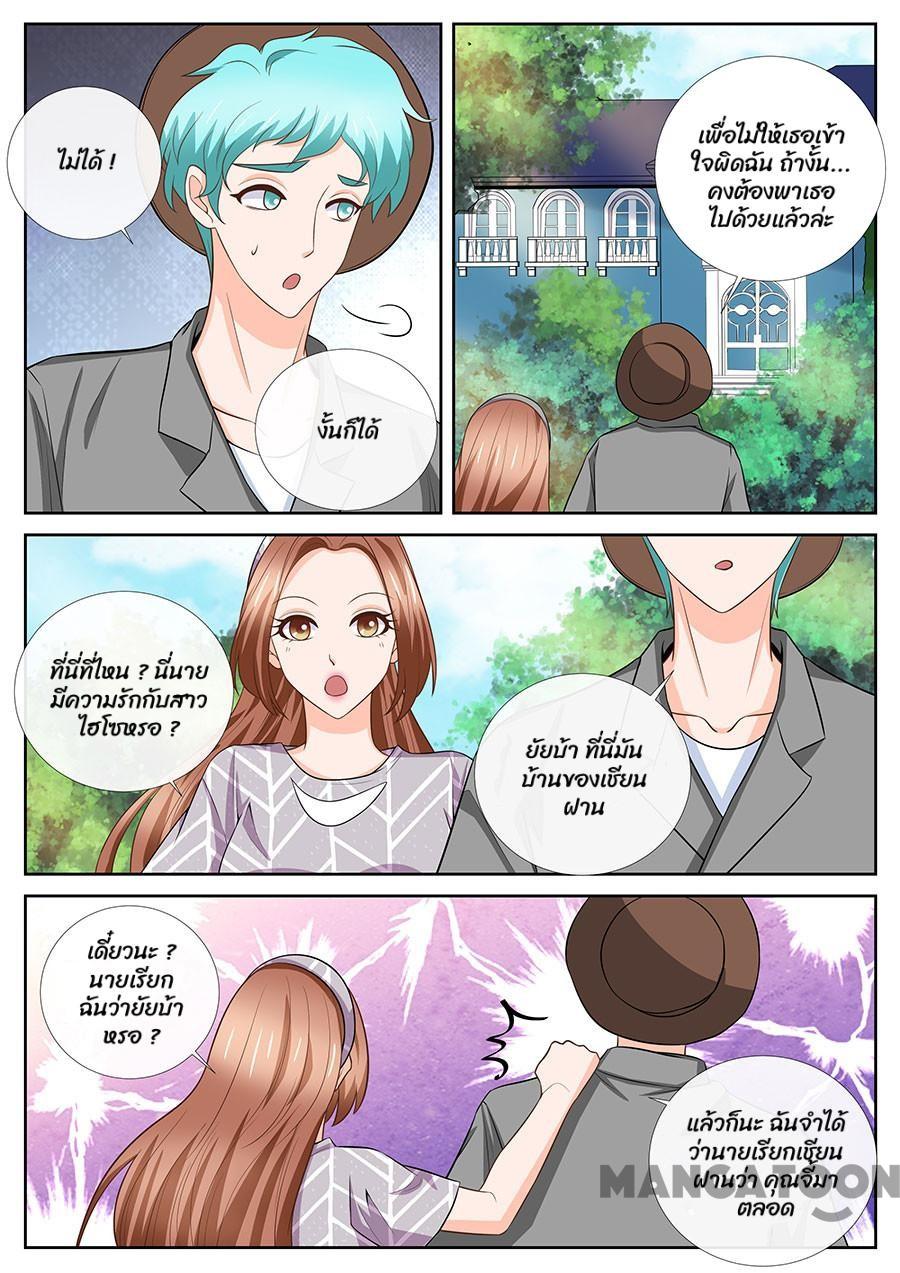 ไม่ได้ !
งั้นก็ได้
เพื่อไม่ให้เธอเข้า
ใจผิดฉัน ถ้างั้น...
คงต้องพาเธอ
ไปด้วยแล้วล่ะ
ที่นี่ที่ไหน ? นี่นาย
มีความรักกับสาว
ไฮโซหรอ ?
ยัยบ้า ที่นี่มัน
บ้านของเชียน
ฝาน
เดี๋ยวนะ ?
นายเรียก
ฉันว่ายัยบ้า
หรอ ?
แล้วก็นะ ฉันจำได้
ว่านายเรียกเชียน
ฝานว่า คุณจี้มา
ตลอด
MANGATOON